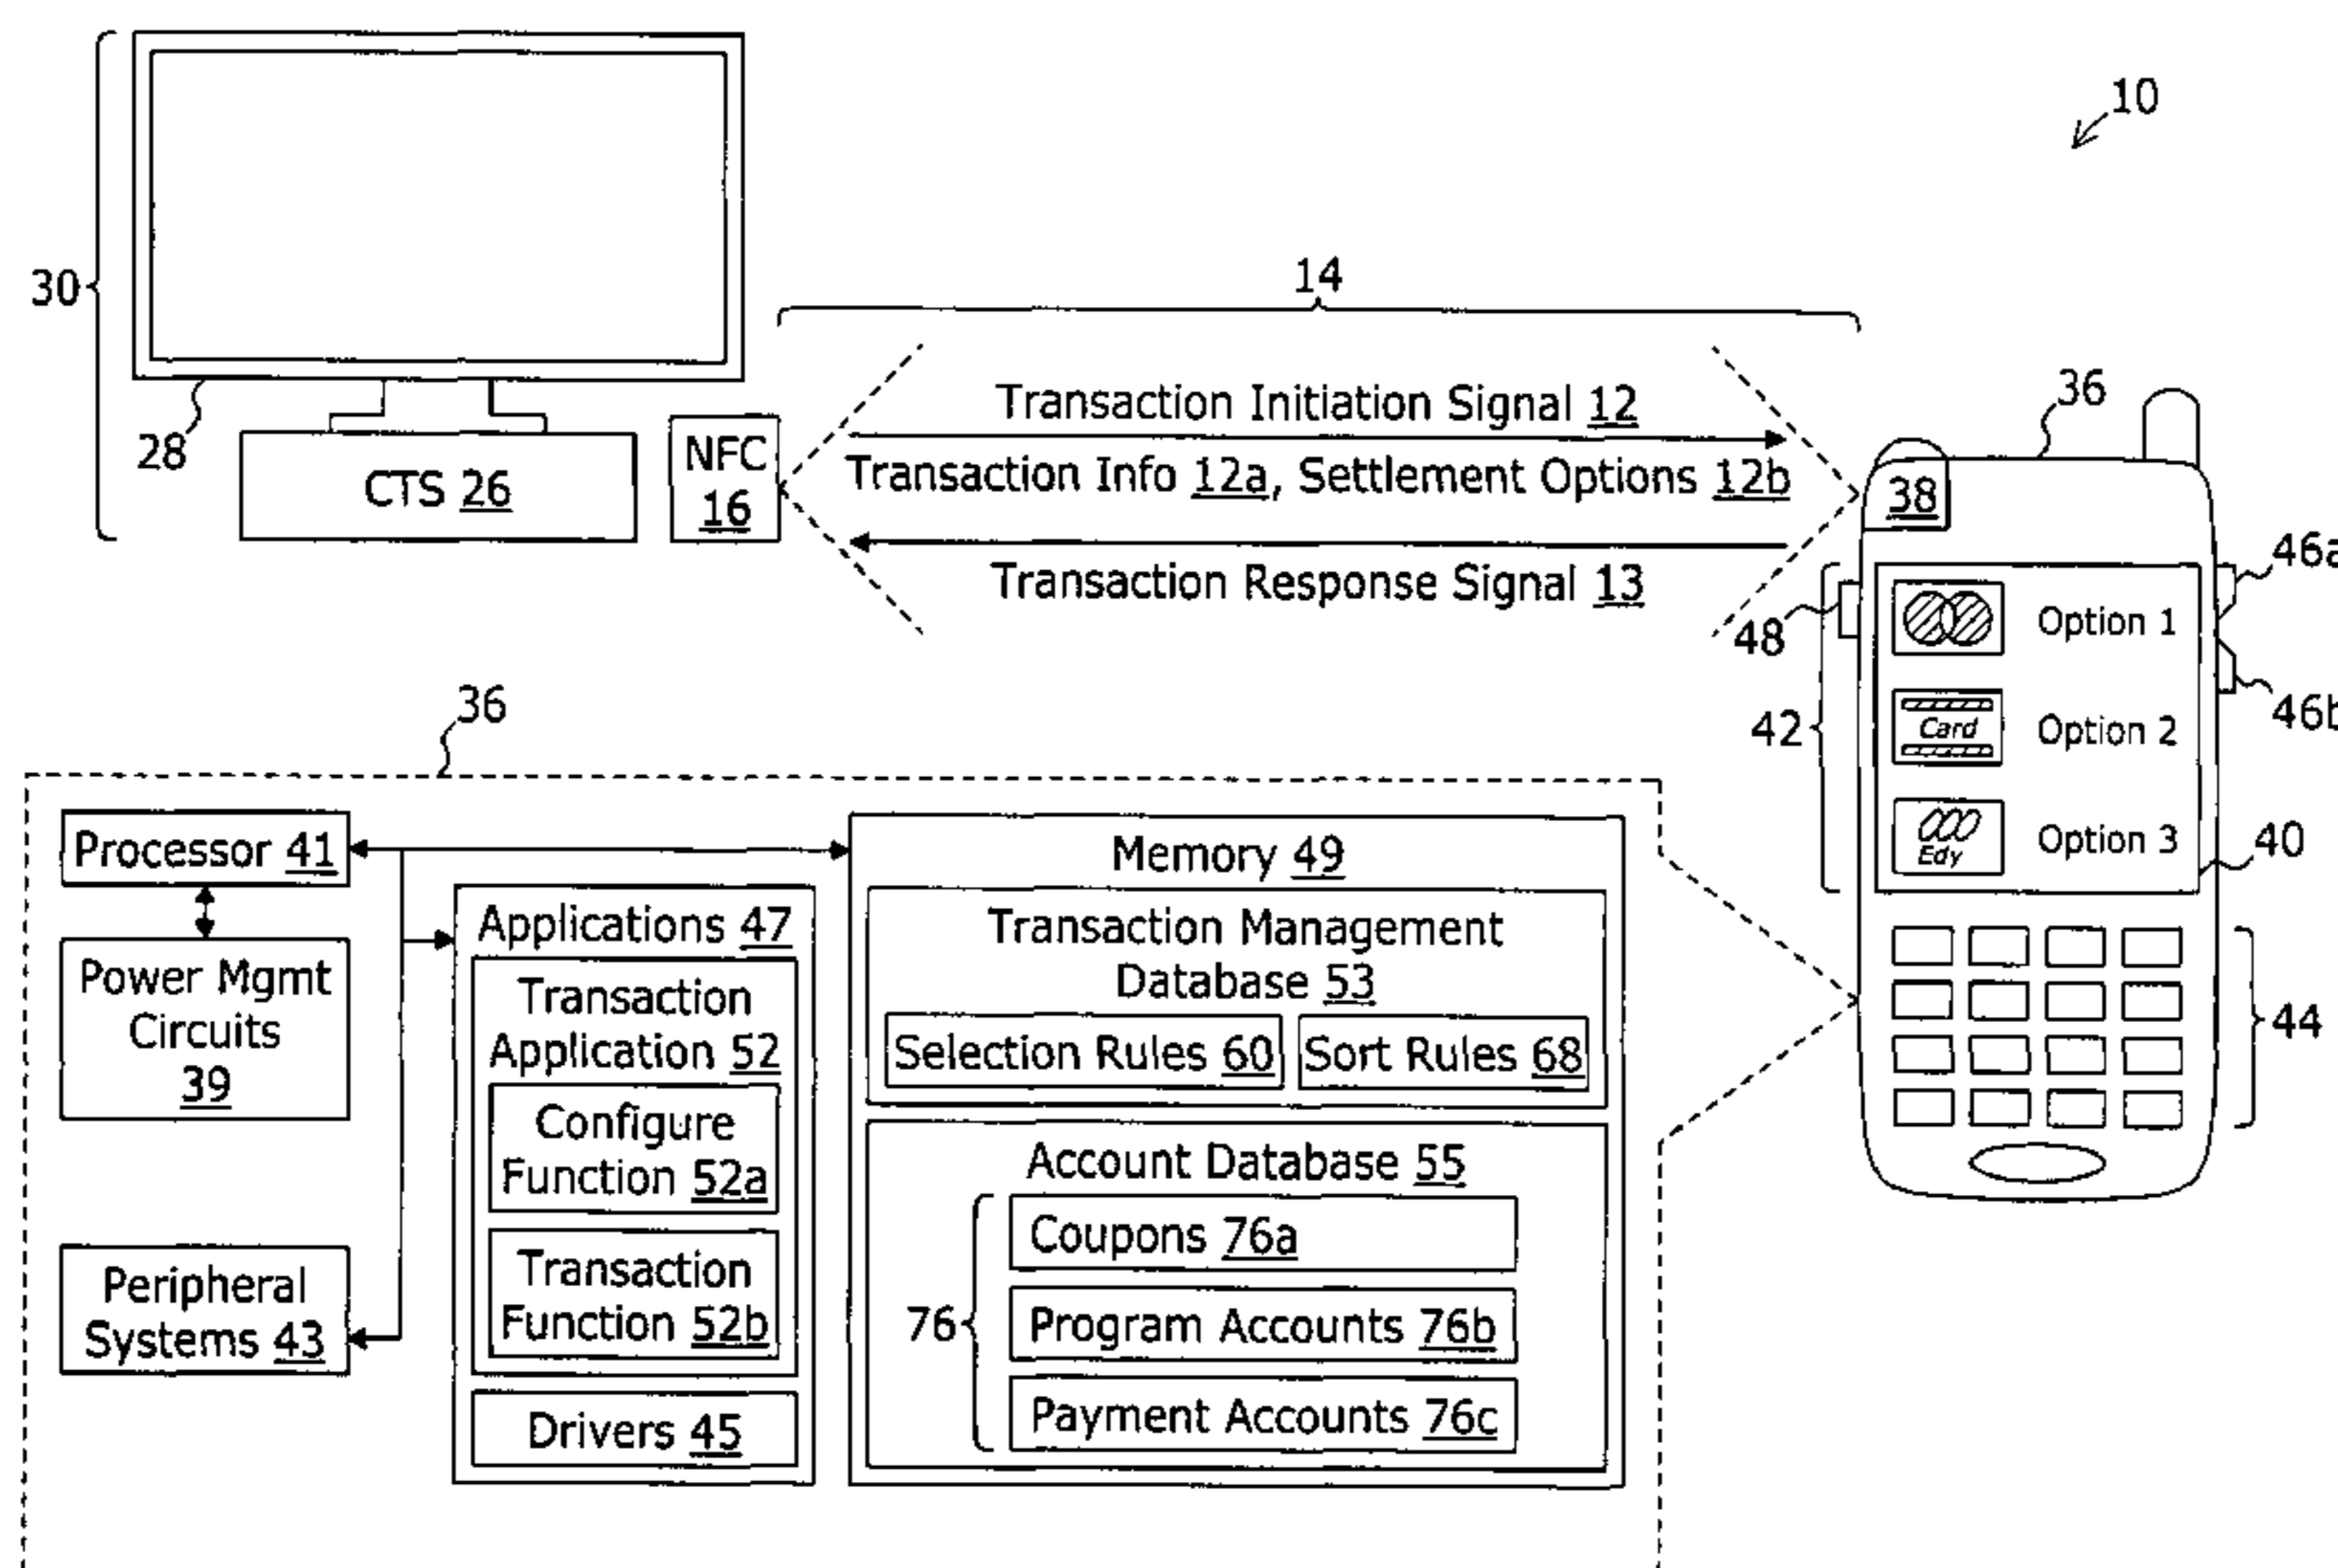 10
30
14
Transaction Initiation Signal 12
36
28
NFC
16
CTS 26
Transaction Info 12a, Settlement Options 12b
38
Transaction Response Signal 13
46a
48
Option 1
46b
42
Card
Option 2
Edy
Option 3
40
44
36
Processor 41
Power Mgmt
Circuits
39
Peripheral
Systems 43
Applications 47
Transaction
Application 52
Configure
Function 52a
Transaction
Function 52b
Drivers 45
Memory 49
Transaction Management
Database 53
Selection Rules 60
Sort Rules 68
Account Database 55
76
Coupons 76a
Program Accounts 76b
Payment Accounts 76c